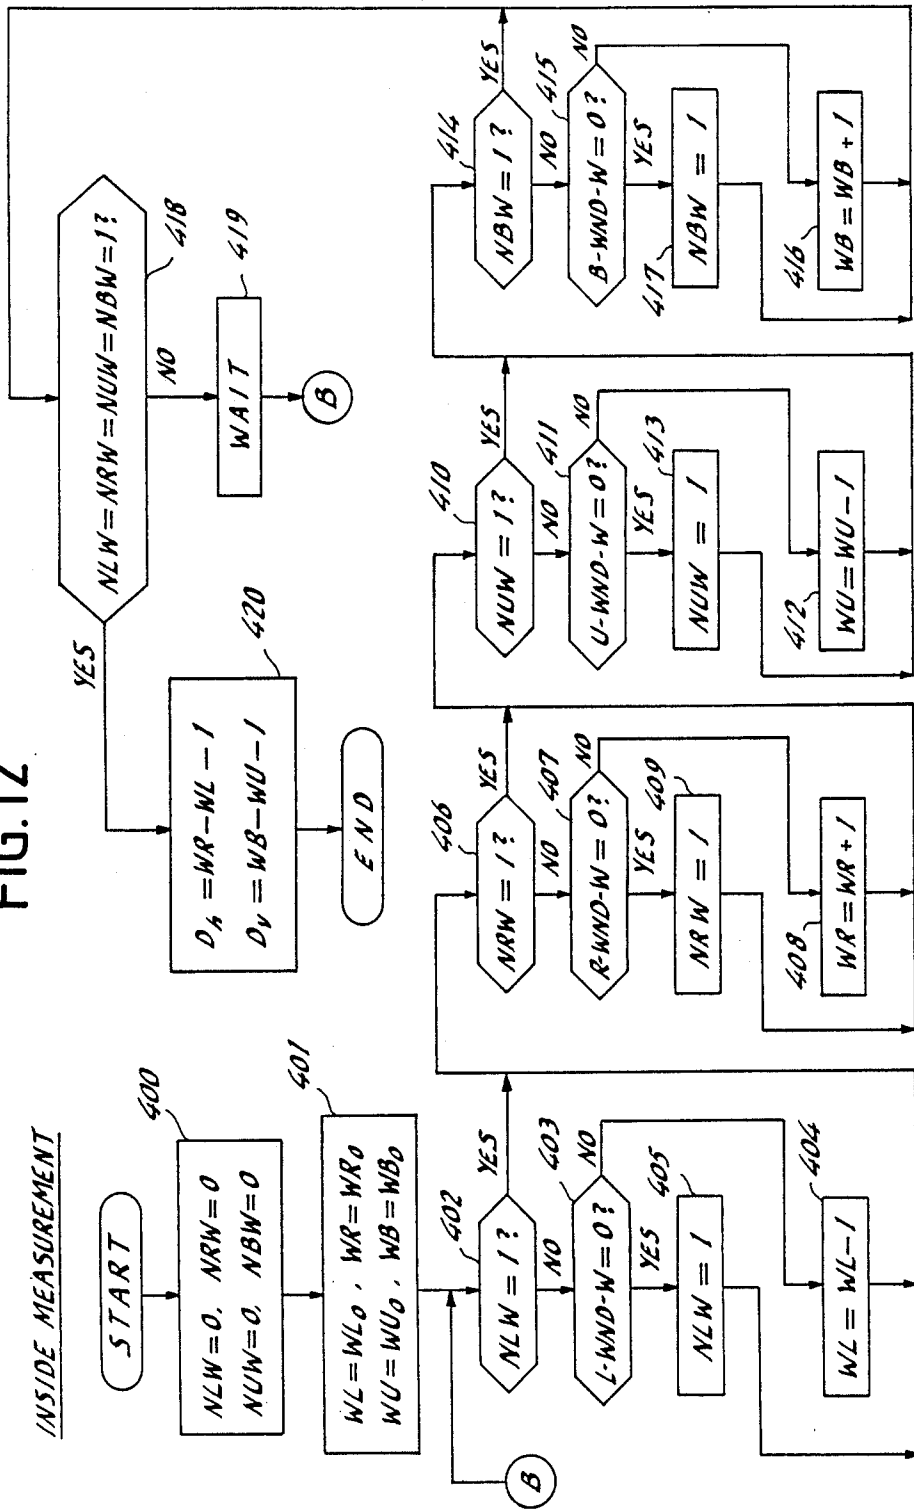 FIG.12
INSIDE MEASUREMENT
START
400
NLW=0, NRW=0
NUW=0, NBW=0
401
WL=WL0, WR=WR0
WU=WU0, WB=WB0
B
402
NLW=1?
YES
NO
403
L-WND-W=0?
NO
YES
405
NLW=1
404
WL=WL-1
406
NRW=1?
YES
NO
407
R-WND-W=0?
NO
YES
409
NRW=1
408
WR=WR+1
410
NUW=1?
YES
NO
411
U-WND-W=0?
NO
YES
413
NUW=1
412
WU=WU-1
414
NBW=1?
YES
NO
415
B-WND-W=0?
NO
YES
417
NBW=1
416
WB=WB+1
NLW=NRW=NUW=NBW=1?
418
YES
NO
419
WAIT
B
420
Dh=WR-WL-1
Dv=WB-WU-1
END